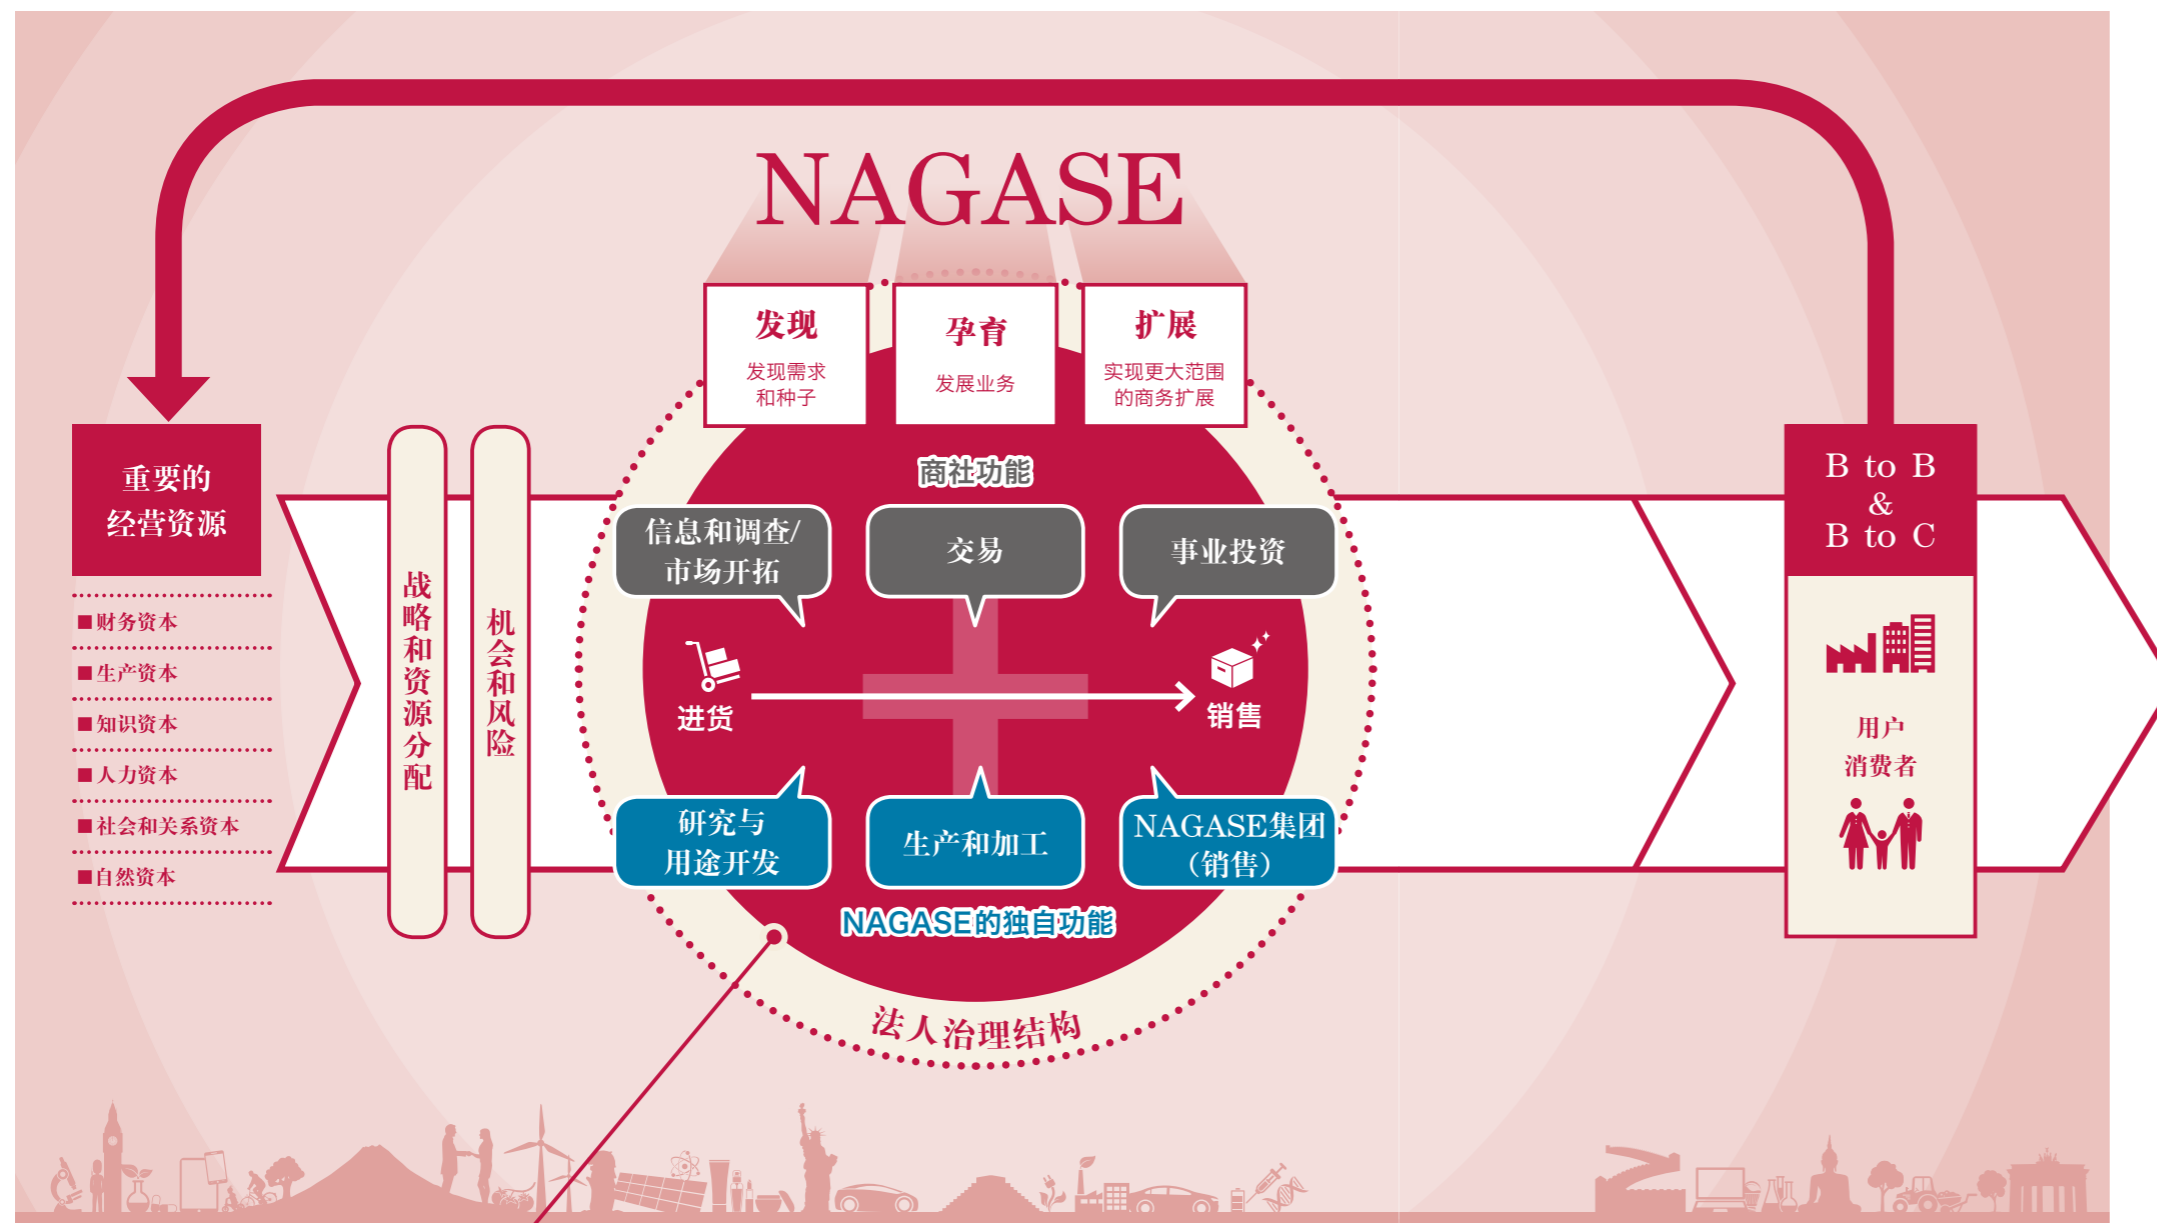 NAGASE
发现
发现需求
和种子
孕育
发展业务
扩展
实现更大范围
的商务扩展
重要的
经营资源
■财务资本
■生产资本
■知识资本
■人力资本
■社会和关系资本
■自然资本
战略和资源分配
机会和风险
商社功能
信息和调查/
市场开拓
交易
事业投资
进货
销售
研究与
用途开发
生产和加工
NAGASE集团
（销售）
NAGASE的独自功能
法人治理结构
B to B
&
B to C
用户
消费者